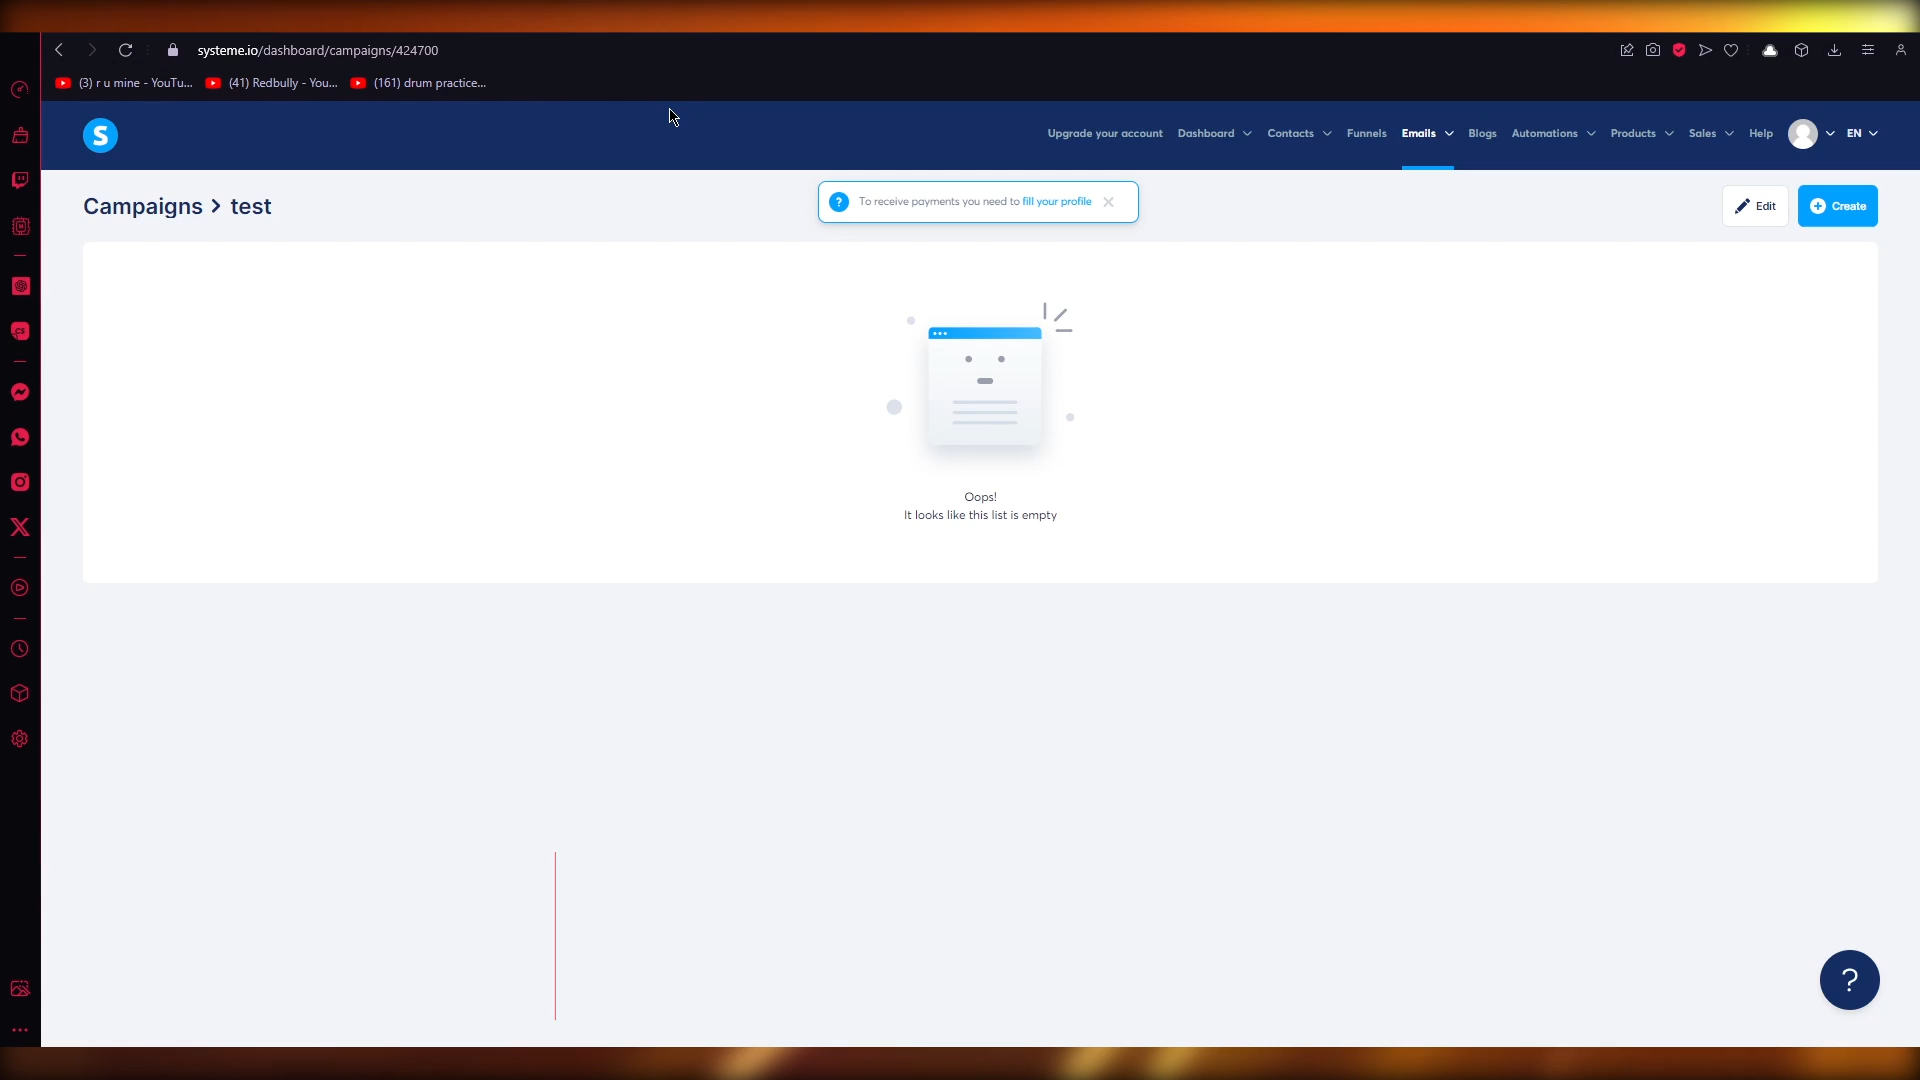 systeme.io/dashboard/campaigns/424700
(3) r u mine - YouTu...
(41) Redbully - You...
(161) drum practice...
S
Upgrade your account
Dashboard
Contacts
Funnels
Emails
Blogs
Automations
Products
Sales
Help
EN
Campaigns > test
? To receive payments you need to fill your profile
Edit
Create
Oops!
It looks like this list is empty
?